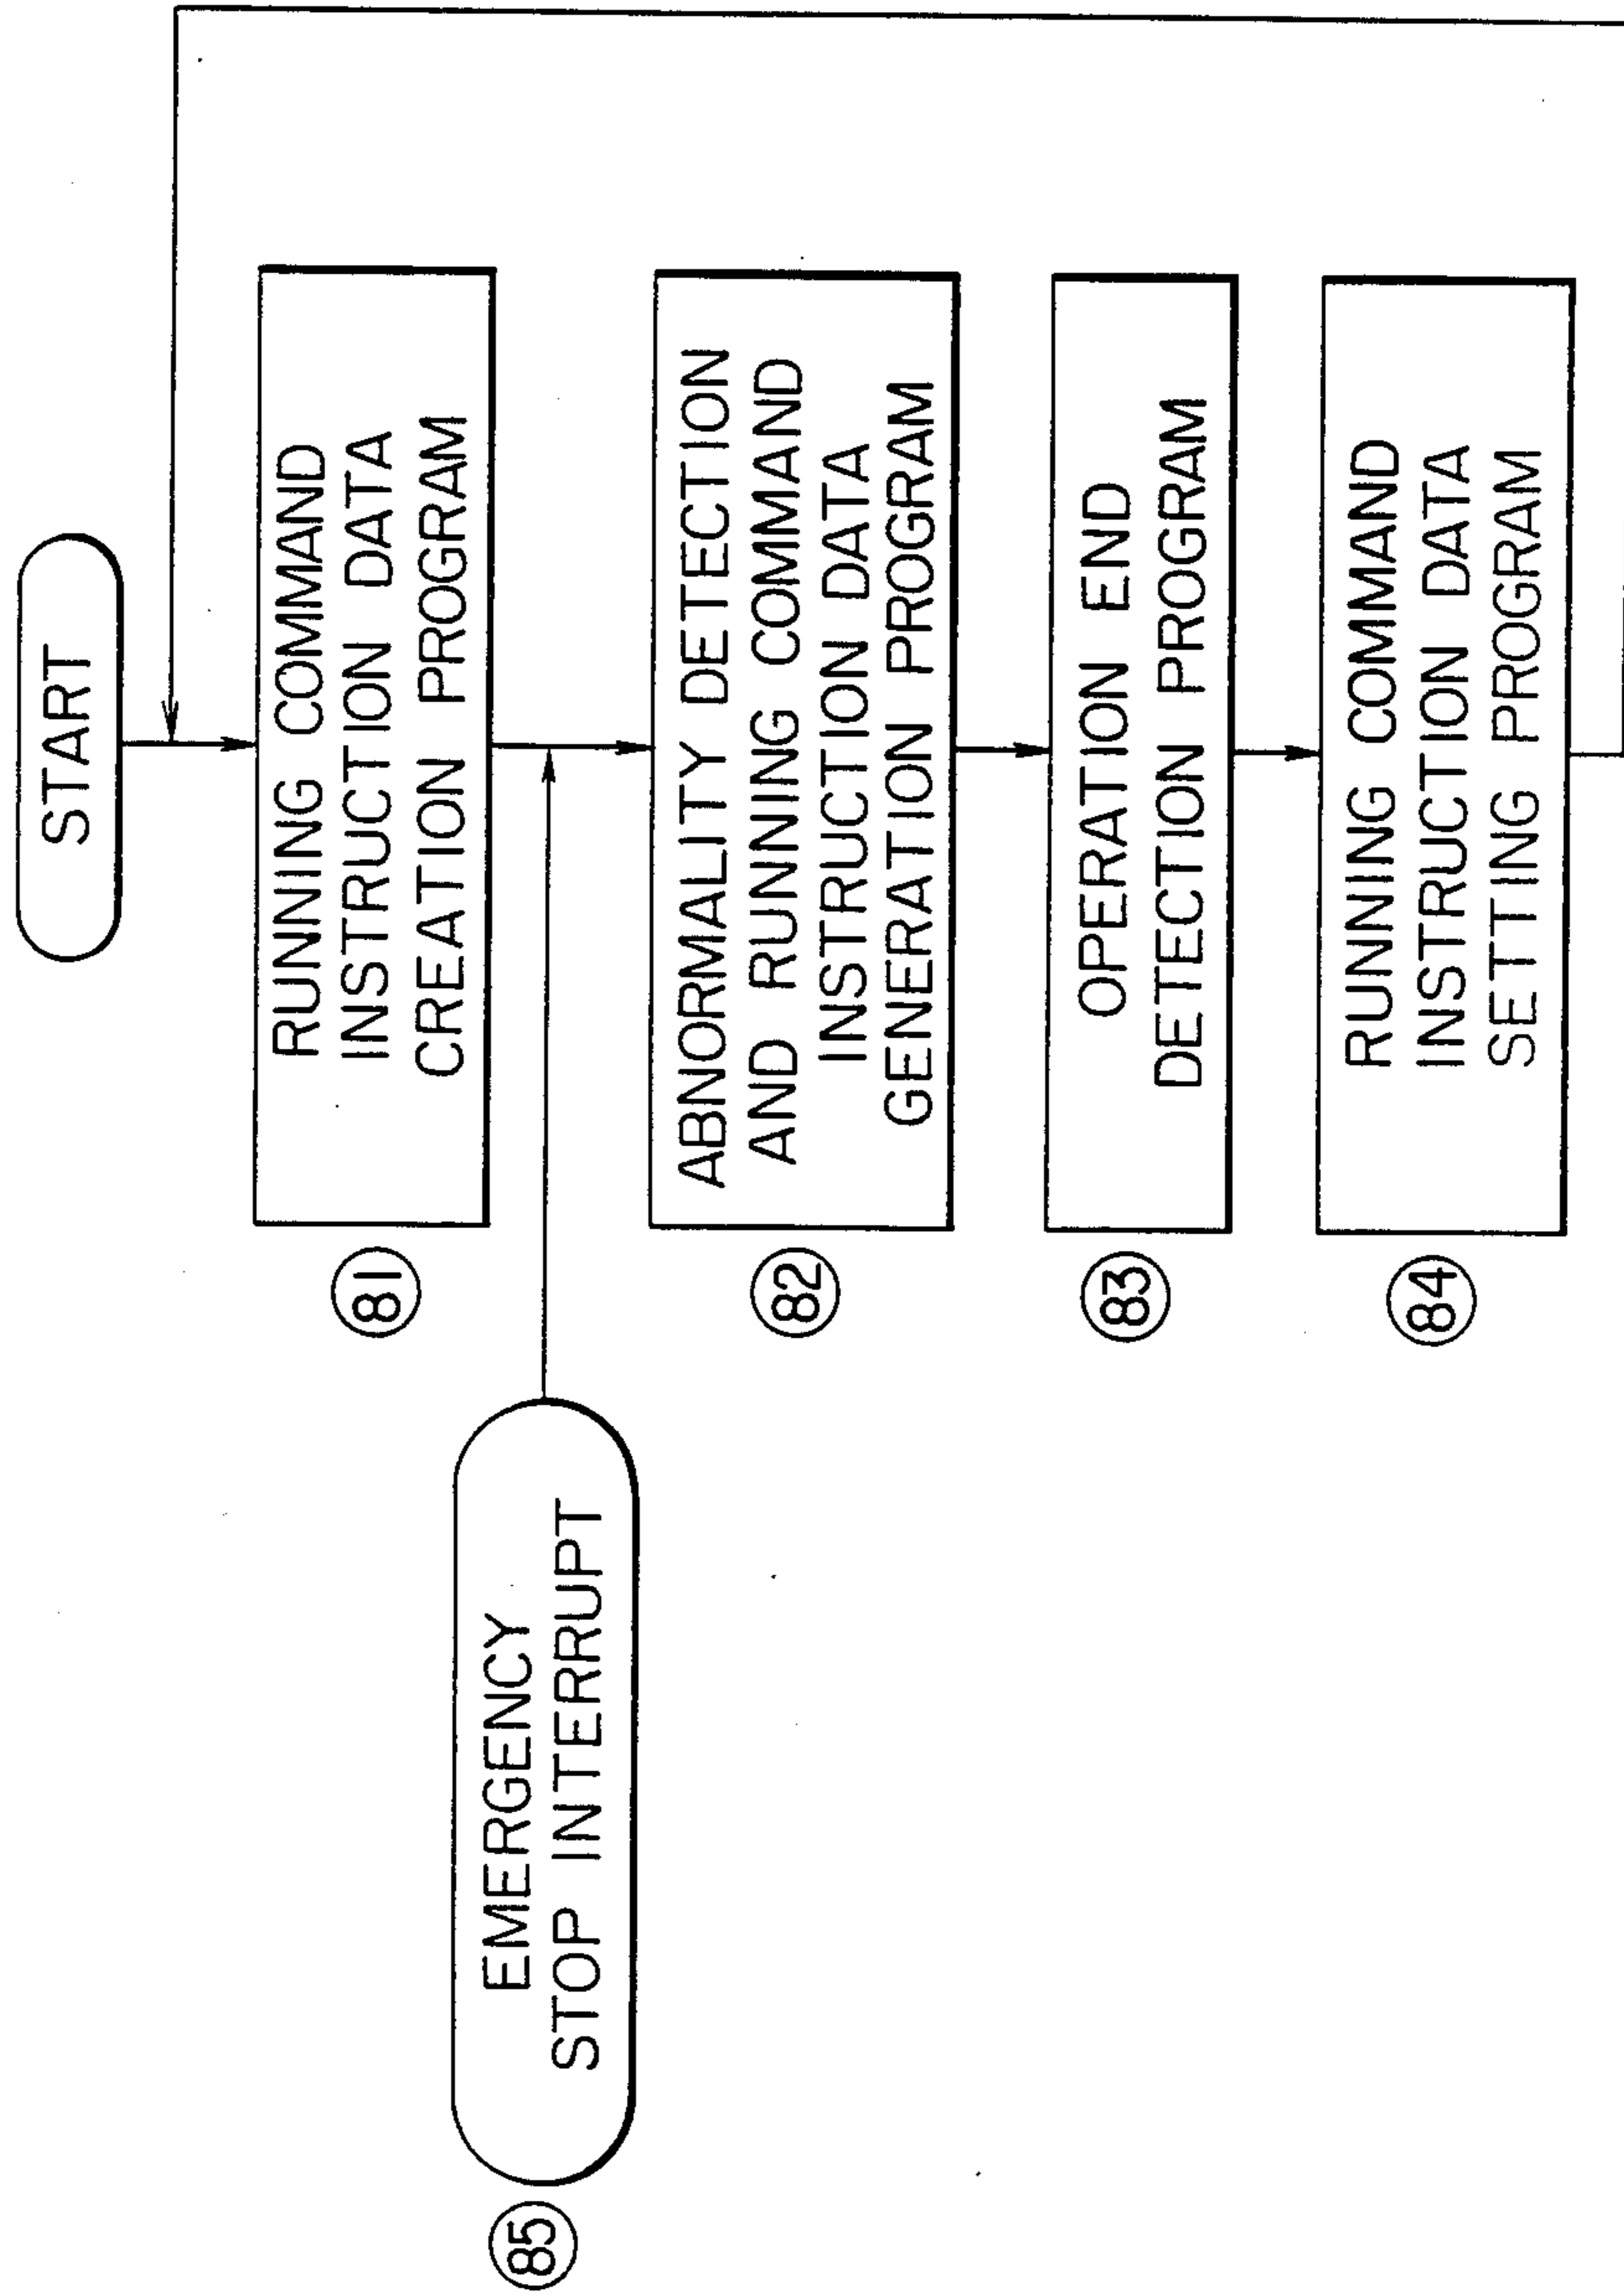 START
81
RUNNING COMMAND
INSTRUCTION DATA
CREATION PROGRAM
85
EMERGENCY
STOP INTERRUPT
82
ABNORMALITY DETECTION
AND RUNNING COMMAND
INSTRUCTION DATA
GENERATION PROGRAM
83
OPERATION END
DETECTION PROGRAM
84
RUNNING COMMAND
INSTRUCTION DATA
SETTING PROGRAM